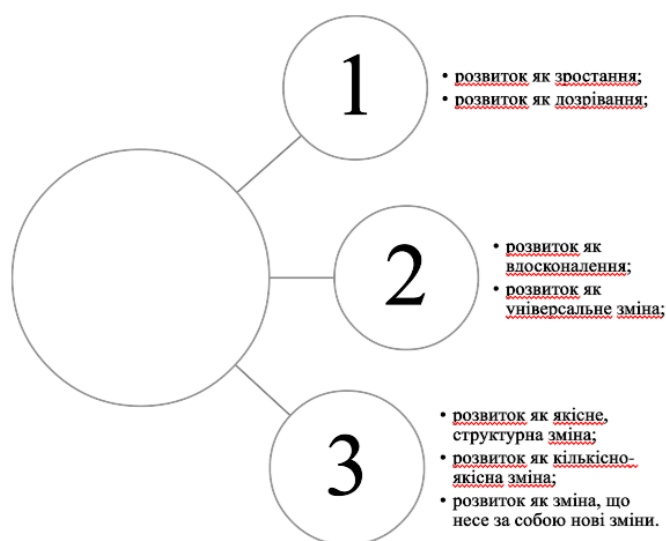 1
• розвиток як зростання;
• розвиток як дозрівання;
2
• розвиток як
вдосконалення;
• розвиток як
універсальне зміна;
3
• розвиток як якісне,
структурна зміна;
• розвиток як кількісно-
якісна зміна;
• розвиток як зміна, що
несе за собою нові зміни.